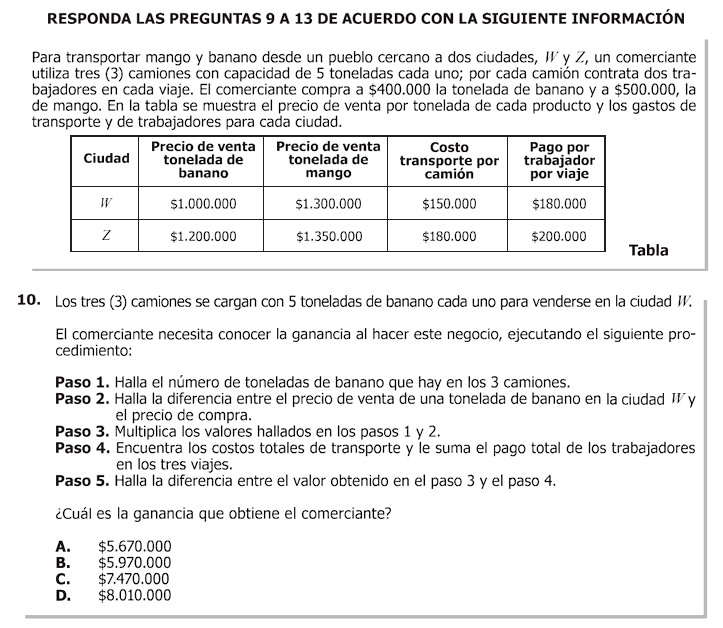 RESPONDA LAS PREGUNTAS 9 A 13 DE ACUERDO CON LA SIGUIENTE INFORMACIÓN
Para transportar mango y banano desde un pueblo cercano a dos ciudades, W y Z, un comerciante
utiliza tres (3) camiones con capacidad de 5 toneladas cada uno; por cada camión contrata dos tra-
bajadores en cada viaje. El comerciante compra a $400.000 la tonelada de banano y a $500.000, la
de mango. En la tabla se muestra el precio de venta por tonelada de cada producto y los gastos de
transporte y de trabajadores para cada ciudad.
Ciudad
Precio de venta
tonelada de
banano
Precio de venta
tonelada de
mango
Costo
transporte por
camión
Pago por
trabajador
por viaje
W $1.000.000 $1.300.000 $150.000 $180.000
Z $1.200.000 $1.350.000 $180.000 $200.000
Tabla
10. Los tres (3) camiones se cargan con 5 toneladas de banano cada uno para venderse en la ciudad W.
El comerciante necesita conocer la ganancia al hacer este negocio, ejecutando el siguiente pro-
cedimiento:
Paso 1. Halla el número de toneladas de banano que hay en los 3 camiones.
Paso 2. Halla la diferencia entre el precio de venta de una tonelada de banano en la ciudad W y
el precio de compra.
Paso 3. Multiplica los valores hallados en los pasos 1 y 2.
Paso 4. Encuentra los costos totales de transporte y le suma el pago total de los trabajadores
en los tres viajes.
Paso 5. Halla la diferencia entre el valor obtenido en el paso 3 y el paso 4.
¿Cuál es la ganancia que obtiene el comerciante?
A. $5.670.000
B. $5.970.000
C. $7.470.000
D. $8.010.000